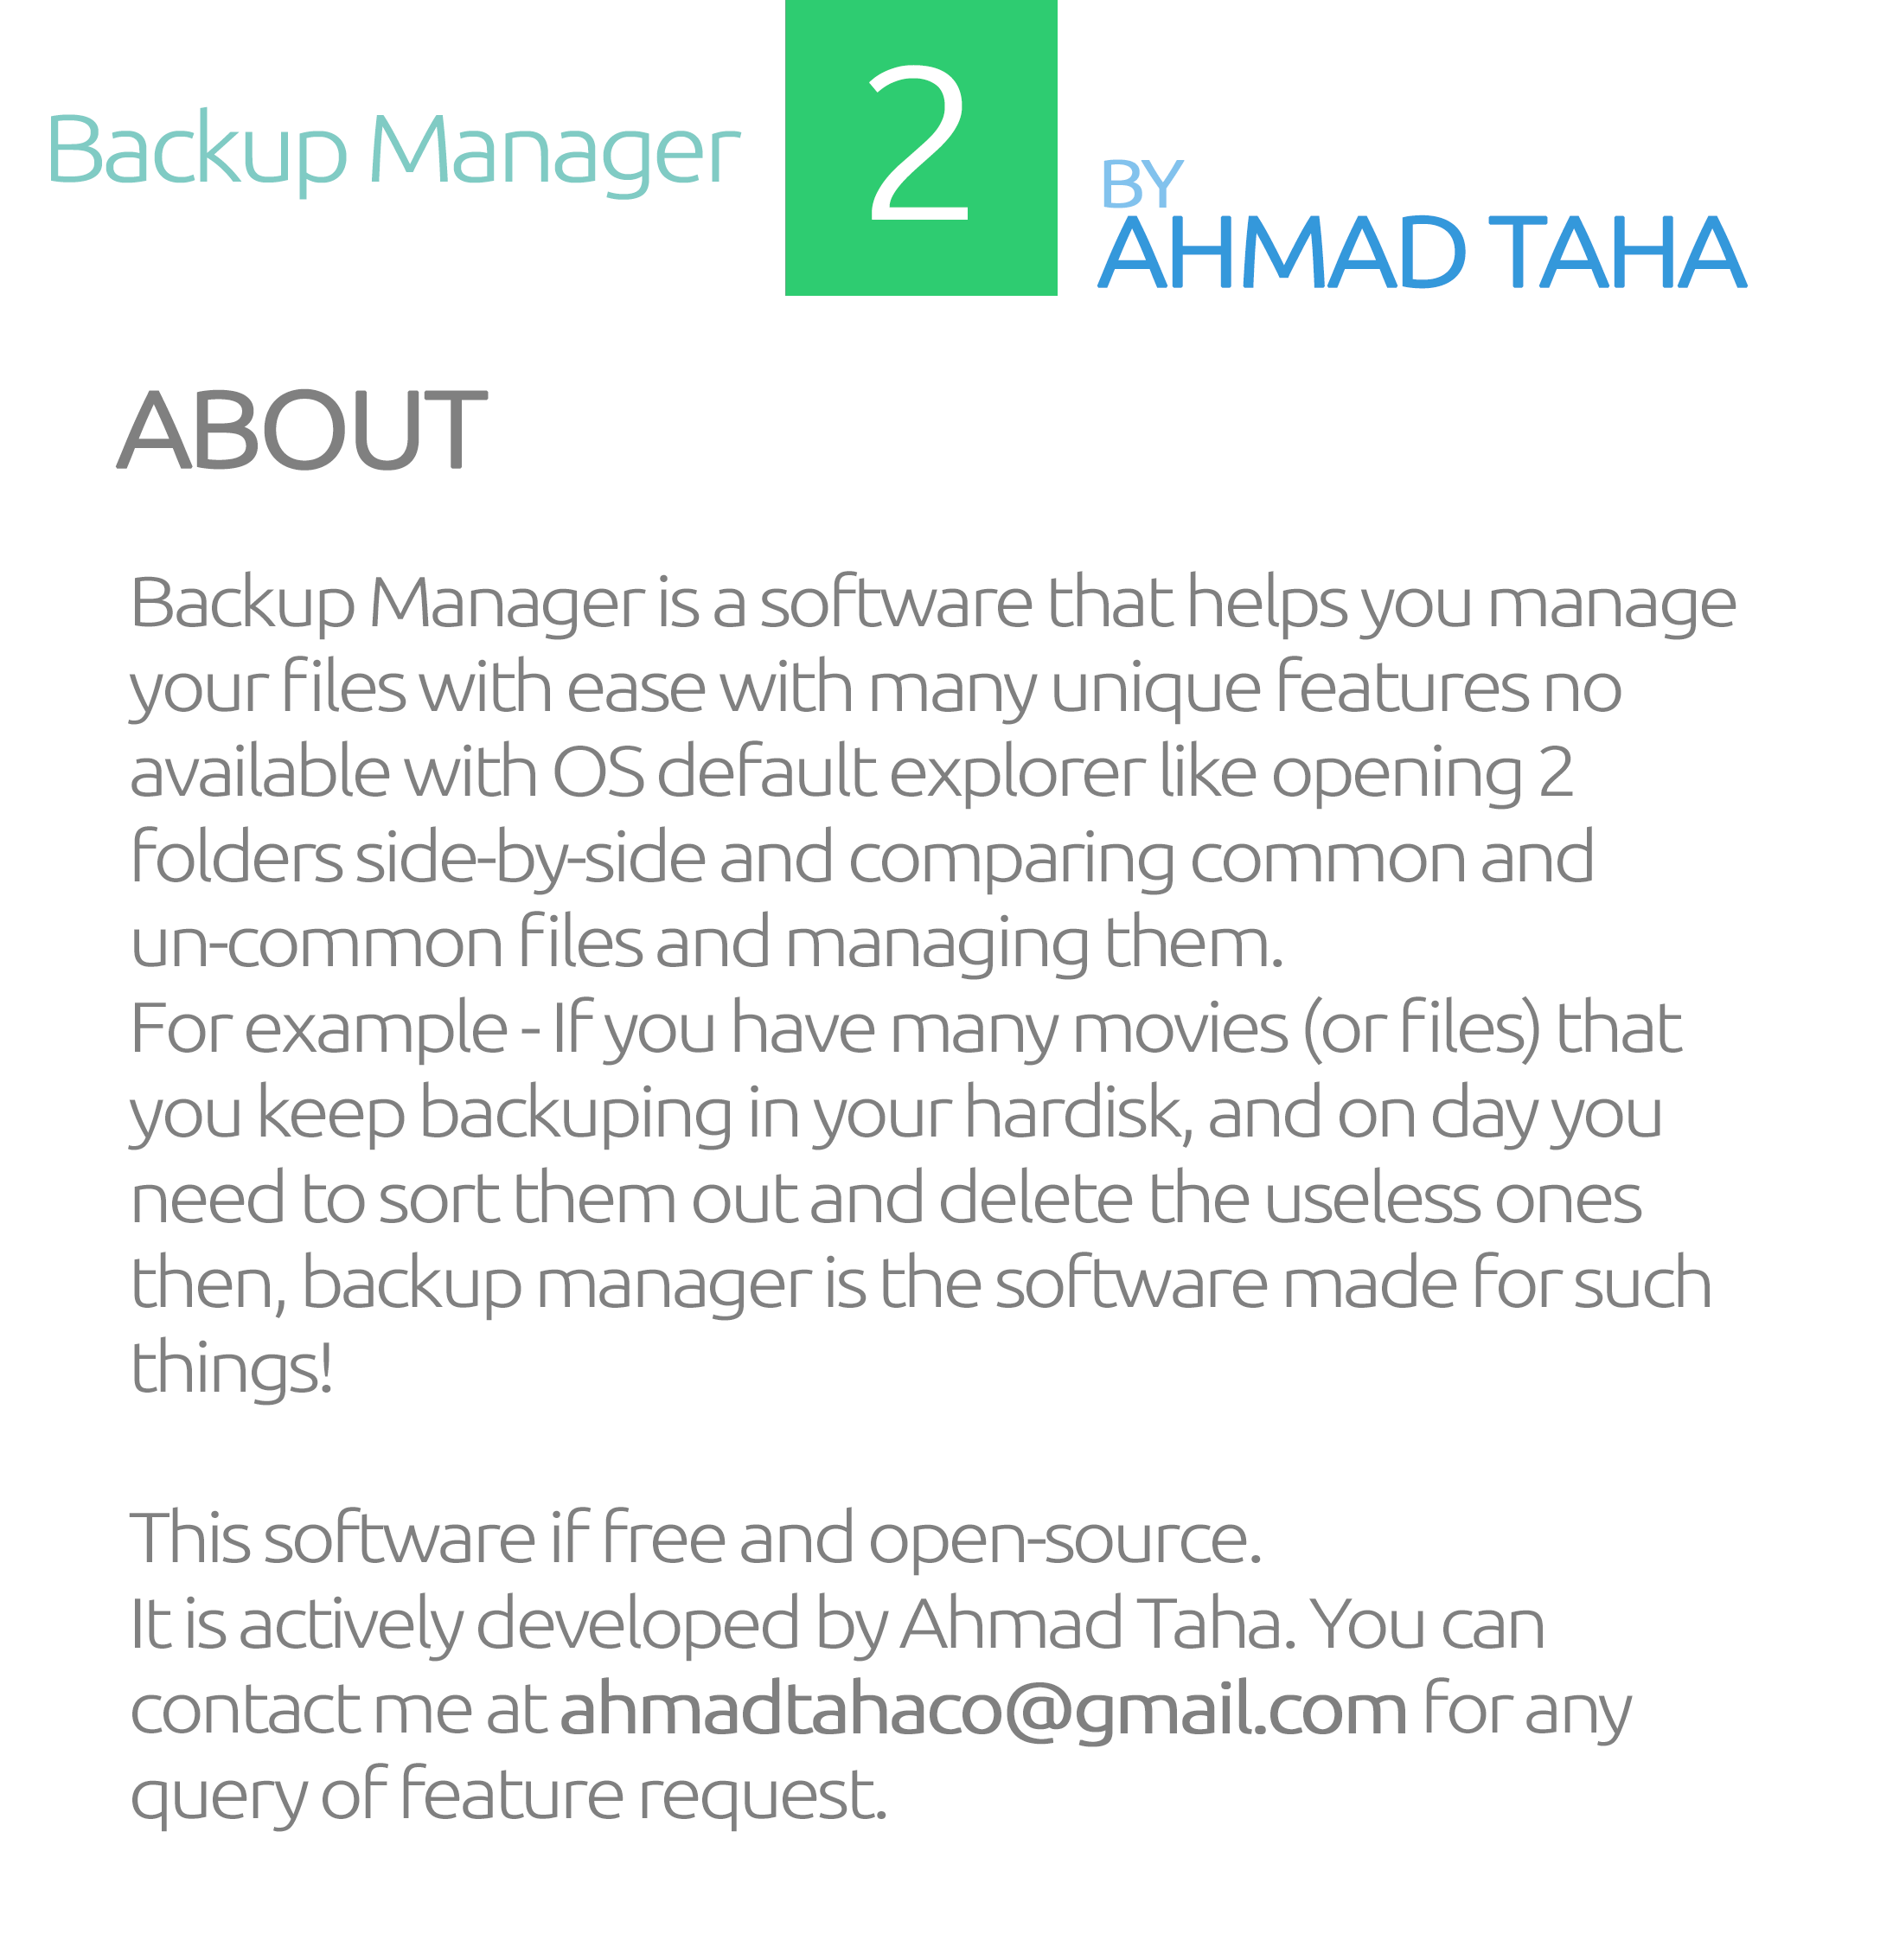 Backup Manager
2
BY
AHMAD TAHA
ABOUT
Backup Manager is a software that helps you manage
your files with ease with many unique features no
available with OS default explorer like opening 2
folders side-by-side and comparing common and
un-common files and managing them.
For example - If you have many movies (or files) that
you keep backuping in your hardisk, and on day you
need to sort them out and delete the useless ones
then, backup manager is the software made for such
things!
This software if free and open-source.
It is actively developed by Ahmad Taha. You can
contact me at ahmadtahaco@gmail.com for any
query of feature request.